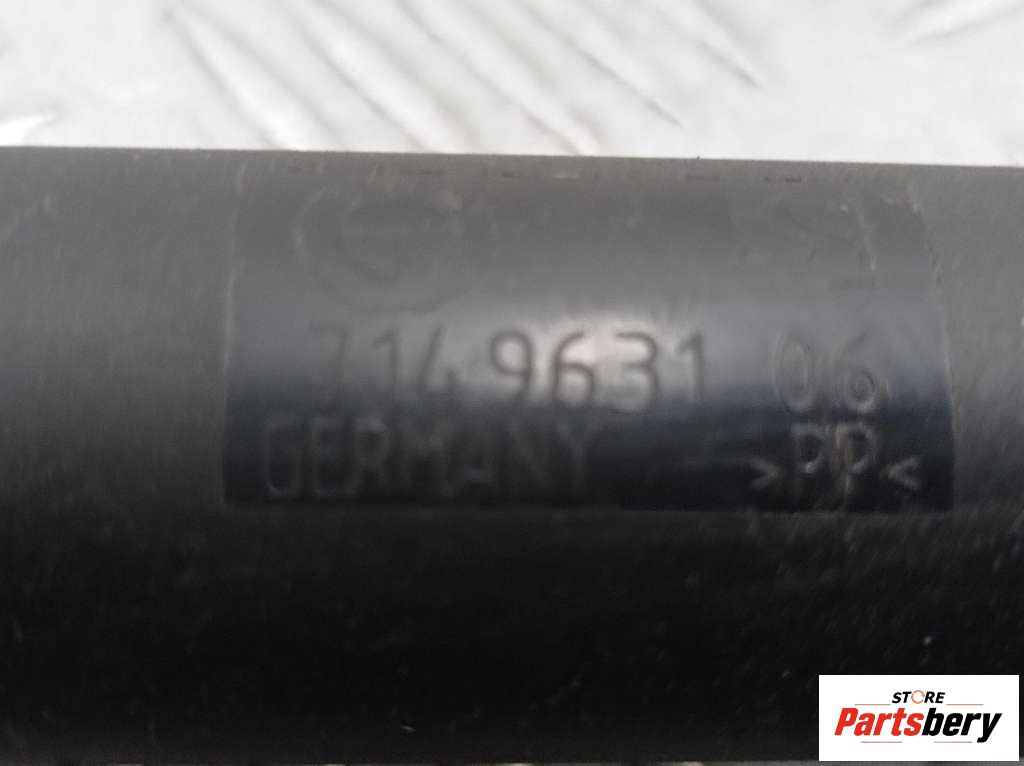 7149631 06
GERMANY >PP<
STORE
Partsbery